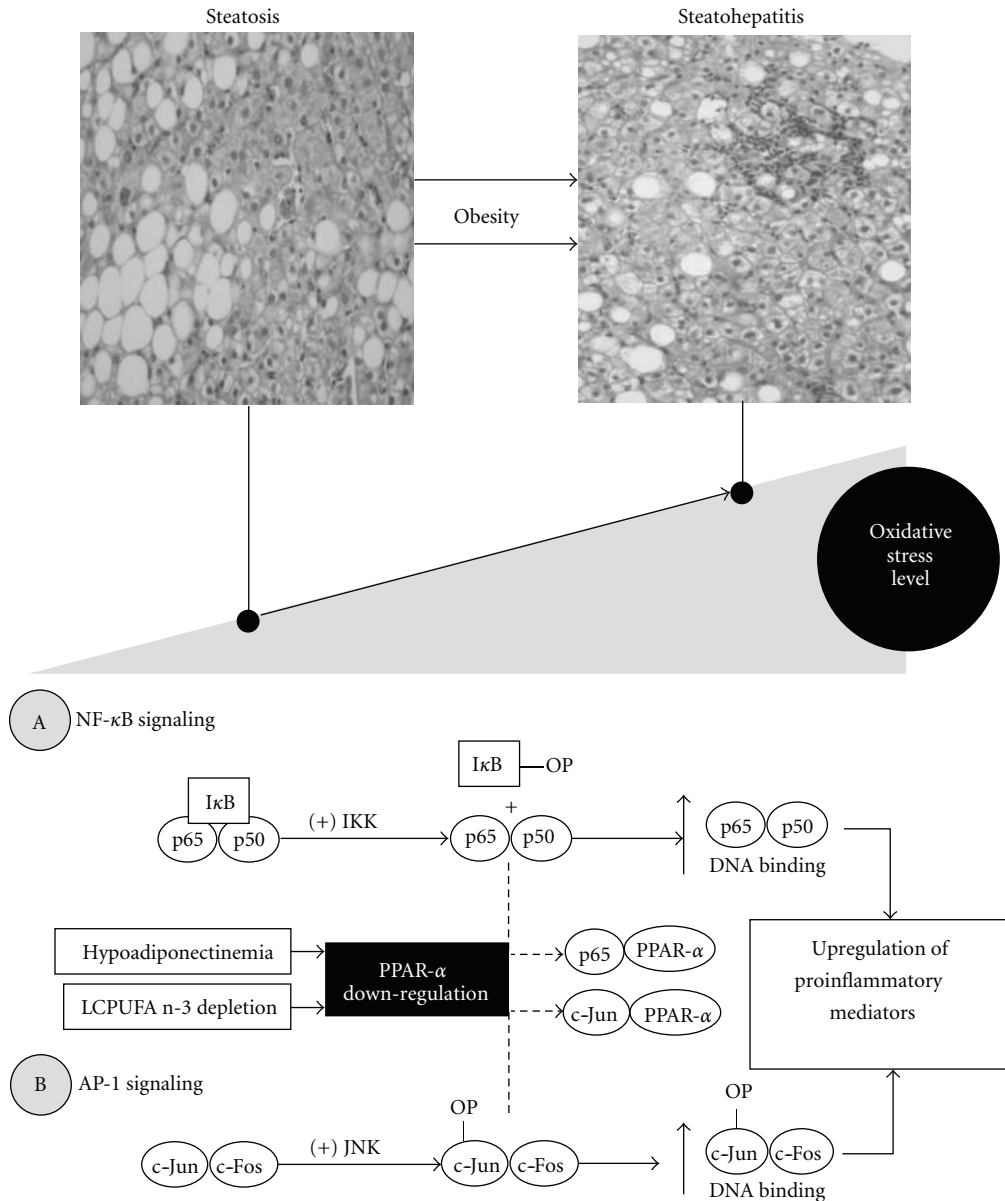 Steatosis
Steatohepatitis
Obesity
Oxidative
stress
level
A
NF-κB signaling
IκB
OP
IκB
p65
p50
(+) IKK
+
p65
p50
p65
p50
DNA binding
Hypoadiponectinemia
LCPUFA n-3 depletion
PPAR-α
down-regulation
p65
PPAR-α
c-Jun
PPAR-α
Upregulation of
proinflammatory
mediators
B
AP-1 signaling
OP
OP
c-Jun
c-Fos
(+) JNK
c-Jun
c-Fos
c-Jun
c-Fos
DNA binding